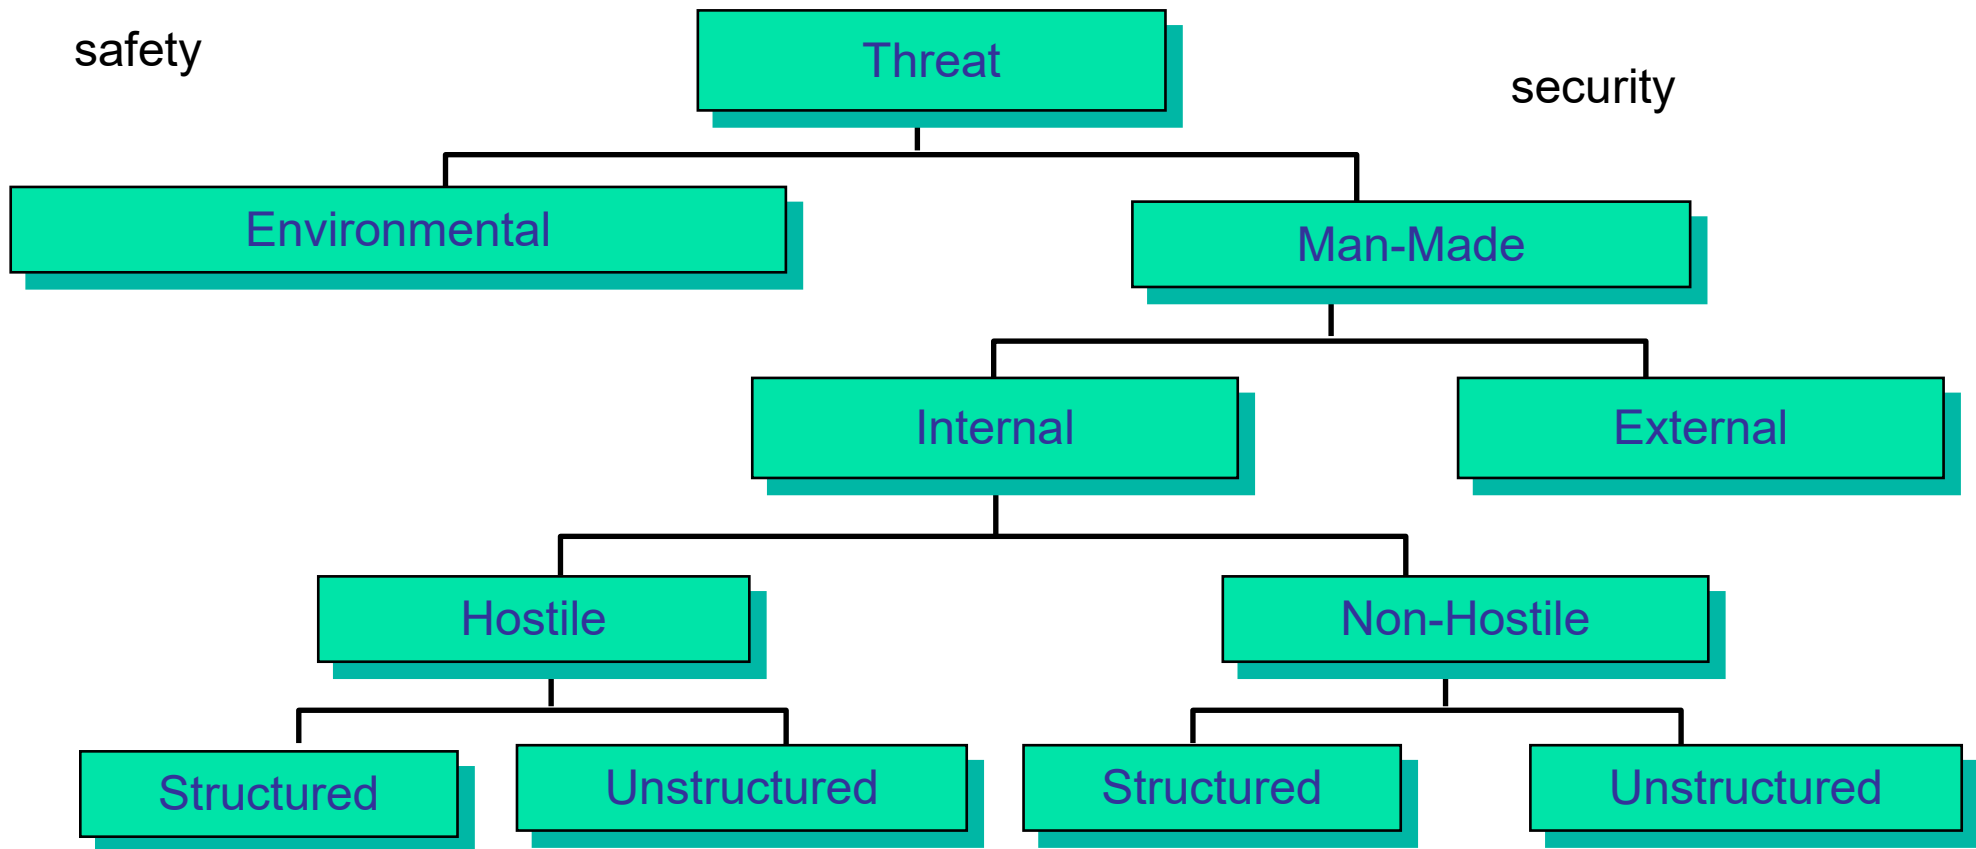 safety
Threat
security
Environmental
Man-Made
Internal
External
Hostile
Non-Hostile
Structured
Unstructured
Structured
Unstructured